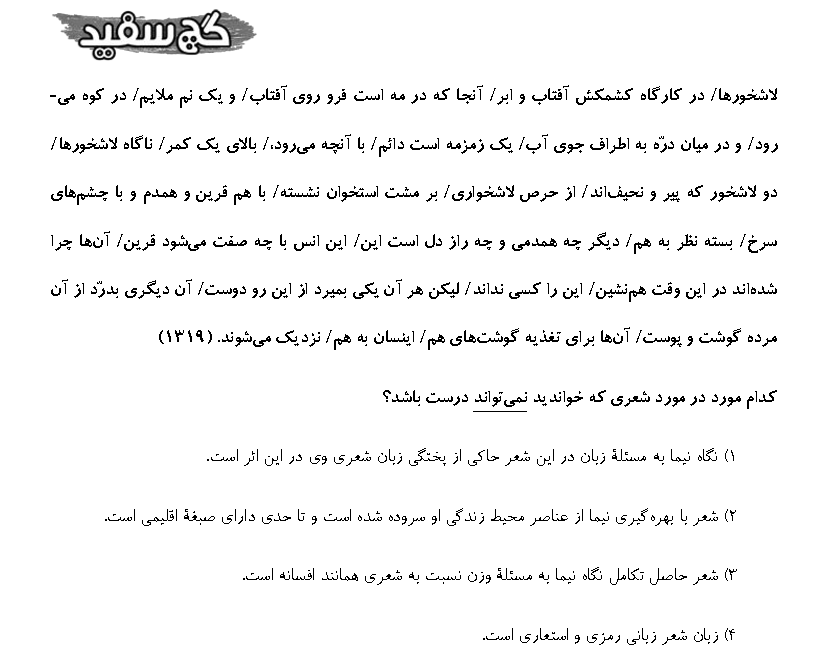 گچ سفید
لاشخورها/ در کارگاه کشمکش آفتاب و ابر/ آنجا که در مه است فرو روی آفتاب/ و یک نم ملایم/ در کوه می-
رود/ و در میان درّه به اطراف جوی آب/ یک زمزمه است دائم/ با آنچه می‌رود،/ بالای یک کمر/ ناگاه لاشخورها/
دو لاشخور که پیر و نحیف‌اند/ از حرص لاشخواری/ بر مشت استخوان نشسته/ با هم قرین و همدم و با چشم‌های
سرخ/ بسته نظر به هم/ دیگر چه همدمی و چه راز دل است این/ این انس با چه صفت می‌شود قرین/ آن‌ها چرا
شده‌اند در این وقت هم‌نشین/ این را کسی نداند/ لیکن هر آن یکی بمیرد از این رو دوست/ آن دیگری بدرّد از آن
مرده گوشت و پوست/ آن‌ها برای تغذیه گوشت‌های هم/ اینسان به هم/ نزدیک می‌شوند. (۱۳۱۹)
کدام مورد در مورد شعری که خواندید نمی‌تواند درست باشد؟
۱) نگاه نیما به مسئلهٔ زبان در این شعر حاکی از پختگی زبان شعری وی در این اثر است.
۲) شعر با بهره‌گیری نیما از عناصر محیط زندگی او سروده شده است و تا حدی دارای صبغهٔ اقلیمی است.
۳) شعر حاصل تکامل نگاه نیما به مسئلهٔ وزن نسبت به شعری همانند افسانه است.
۴) زبان شعر زبانی رمزی و استعاری است.